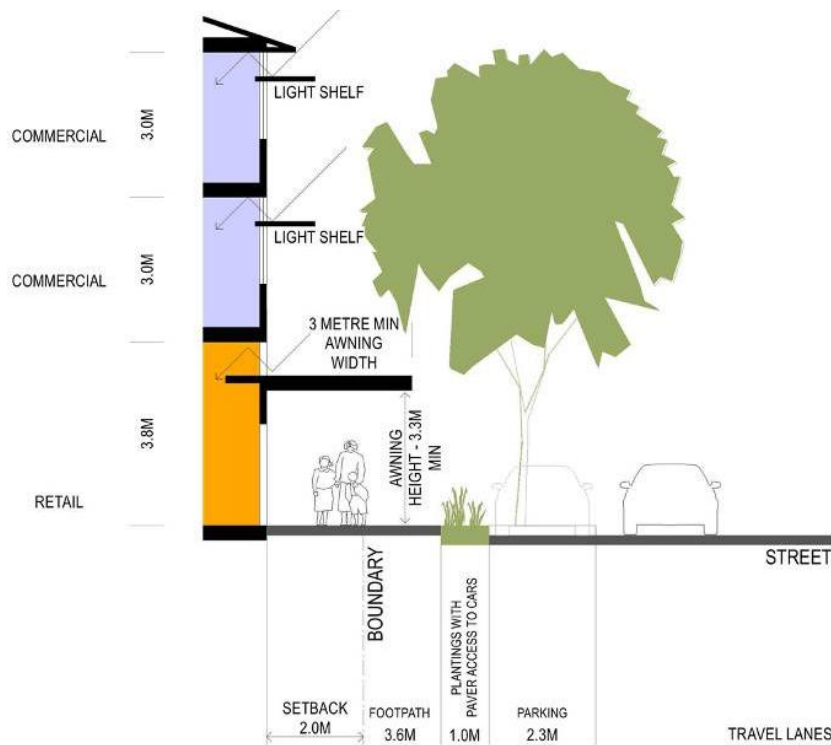 LIGHT SHELF
COMMERCIAL
3.0M
LIGHT SHELF
COMMERCIAL
3.0M
3 METRE MIN
AWNING
WIDTH
3.8M
AWNING
HEIGHT - 3.3M
MIN
RETAIL
STREET
BOUNDARY
PLANTINGS WITH
PAVER ACCESS TO CARS
SETBACK
2.0M
FOOTPATH
3.6M
1.0M
PARKING
2.3M
TRAVEL LANES